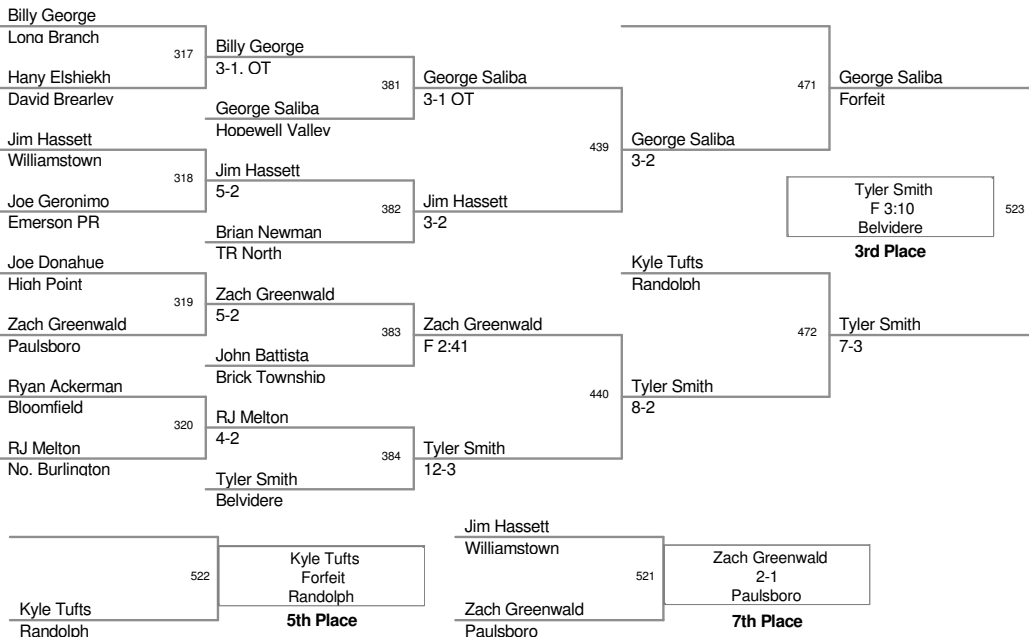 Billy George
Long Branch
317
Hany Elshiekh
David Brearley
Jim Hassett
Williamstown
318
Joe Geronimo
Emerson PR
Joe Donahue
High Point
319
Zach Greenwald
Paulsboro
Ryan Ackerman
Bloomfield
320
RJ Melton
No. Burlington
Billy George
3-1. OT
381
George Saliba
Hopewell Valley
Jim Hassett
5-2
382
Brian Newman
TR North
Zach Greenwald
5-2
383
John Battista
Brick Township
RJ Melton
4-2
384
Tyler Smith
Belvidere
George Saliba
3-1 OT
439
Jim Hassett
3-2
Zach Greenwald
F 2:41
440
Tyler Smith
12-3
471
George Saliba
3-2
Kyle Tufts
Randolph
472
Tyler Smith
8-2
George Saliba
Forfeit
Tyler Smith
F 3:10
Belvidere
523
3rd Place
Tyler Smith
7-3
522
Kyle Tufts
Randolph
Kyle Tufts
Forfeit
Randolph
5th Place
Jim Hassett
Williamstown
521
Zach Greenwald
Paulsboro
Zach Greenwald
2-1
Paulsboro
7th Place